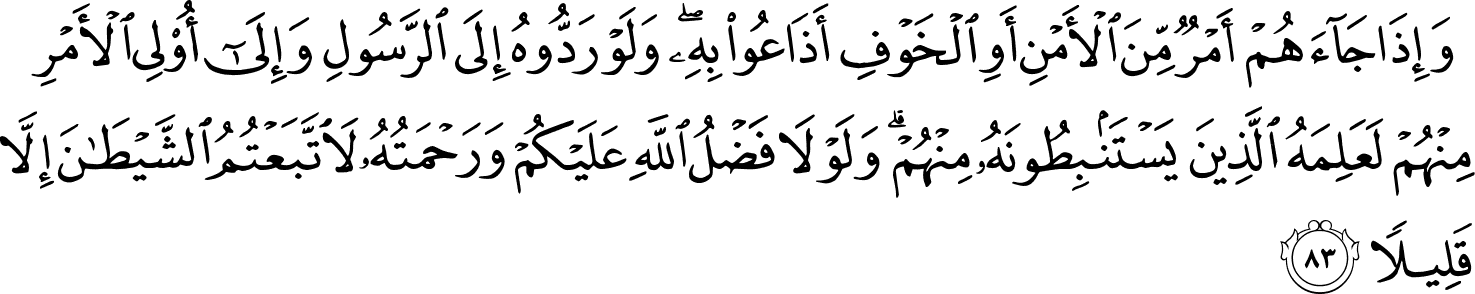 وَإِذَا جَآءَهُمْ أَمْرٌ مِّنَ ٱلْأَمْنِ أَوِ ٱلْخَوْفِ أَذَاعُوا۟ بِهِۦ ۖ وَلَوْ رَدُّوهُ إِلَى ٱلرَّسُولِ وَإِلَىٰٓ أُو۟لِى ٱلْأَمْرِ
مِنْهُمْ لَعَلِمَهُ ٱلَّذِينَ يَسْتَنۢبِطُونَهُۥ مِنْهُمْ ۗ وَلَوْلَا فَضْلُ ٱللَّهِ عَلَيْكُمْ وَرَحْمَتُهُۥ لَٱتَّبَعْتُمُ ٱلشَّيْطَـٰنَ إِلَّا
قَلِيلًا ٨٣